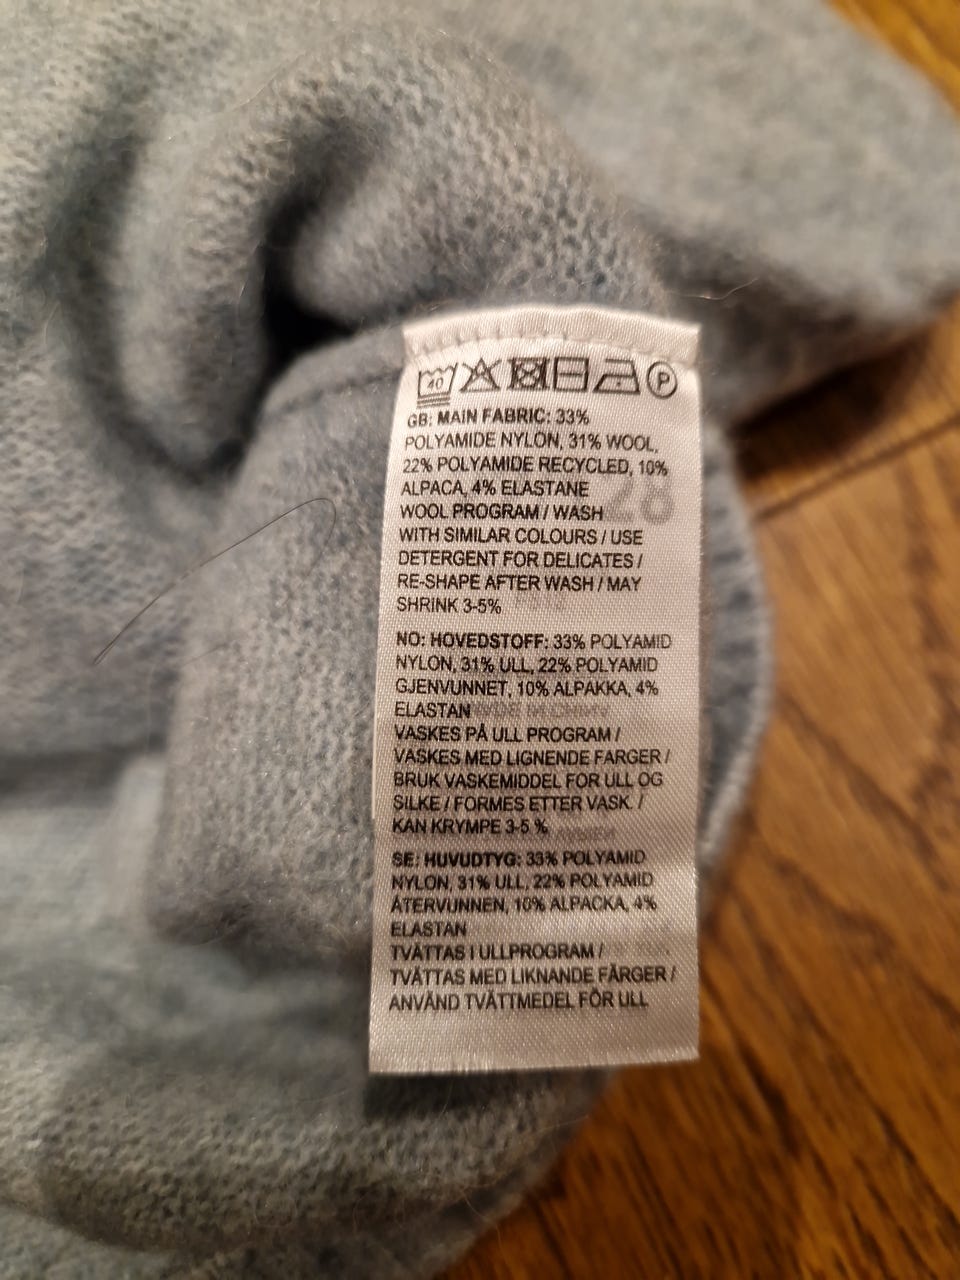 40 P
GB: MAIN FABRIC: 33%
POLYAMIDE NYLON, 31% WOOL,
22% POLYAMIDE RECYCLED, 10%
ALPACA, 4% ELASTANE
WOOL PROGRAM / WASH
WITH SIMILAR COLOURS / USE
DETERGENT FOR DELICATES /
RE-SHAPE AFTER WASH / MAY
SHRINK 3-5%
NO: HOVEDSTOFF: 33% POLYAMID
NYLON, 31% ULL, 22% POLYAMID
GJENVUNNET, 10% ALPAKKA, 4%
ELASTAN
VASKES PÅ ULL PROGRAM /
VASKES MED LIGNENDE FARGER /
BRUK VASKEMIDDEL FOR ULL OG
SILKE / FORMES ETTER VASK. /
KAN KRYMPE 3-5 %
SE: HUVUDTYG: 33% POLYAMID
NYLON, 31% ULL, 22% POLYAMID
ÅTERVUNNEN, 10% ALPACKA, 4%
ELASTAN
TVÄTTAS I ULLPROGRAM /
TVÄTTAS MED LIKNANDE FÄRGER /
ANVÄND TVÄTTMEDEL FÖR ULL